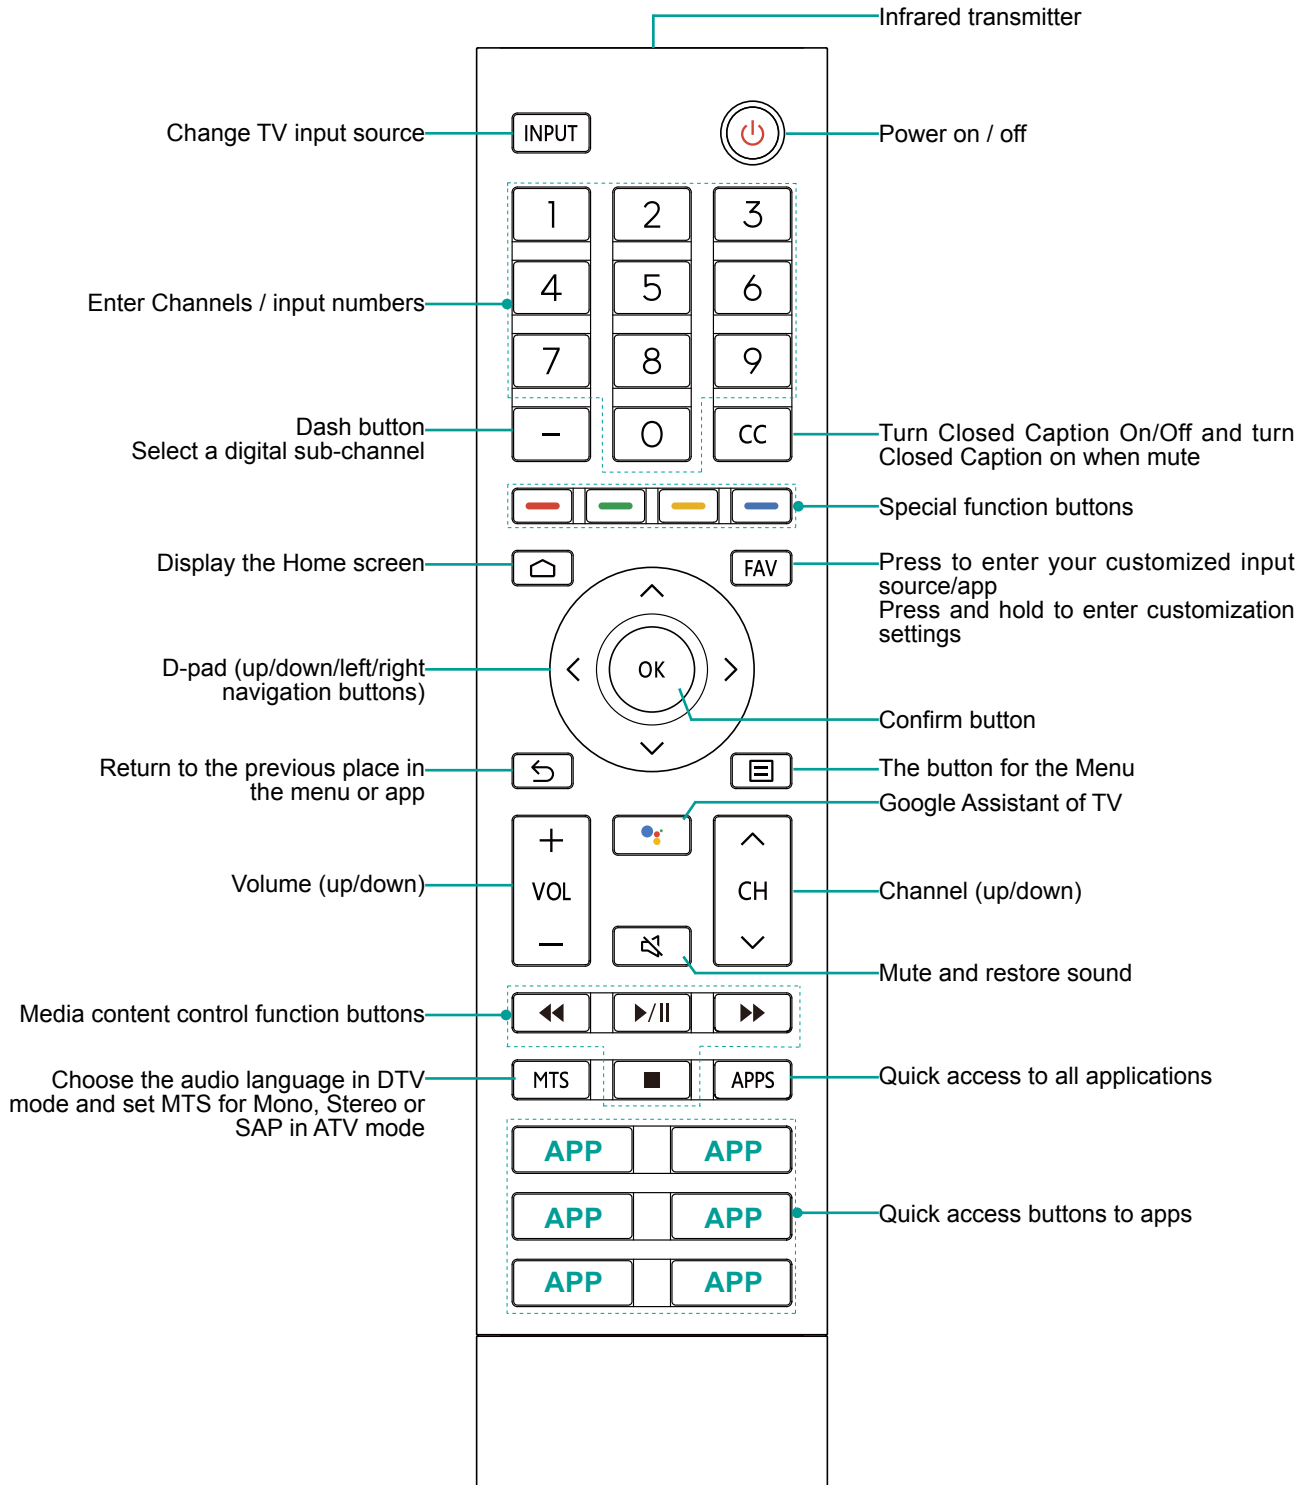 Infrared transmitter
Change TV input source
INPUT
Power on / off
1 2 3
4 5 6
Enter Channels / input numbers
7 8 9
Dash button
Select a digital sub-channel
– 0 CC
Turn Closed Caption On/Off and turn
Closed Caption on when mute
Special function buttons
Display the Home screen
FAV
Press to enter your customized input
source/app
Press and hold to enter customization
settings
D-pad (up/down/left/right
navigation buttons)
OK
Confirm button
Return to the previous place in
the menu or app
The button for the Menu
Google Assistant of TV
+
Volume (up/down)
VOL
CH
Channel (up/down)
—
Mute and restore sound
Media content control function buttons
Choose the audio language in DTV
mode and set MTS for Mono, Stereo or
SAP in ATV mode
MTS
APPS
Quick access to all applications
APP APP
APP APP
Quick access buttons to apps
APP APP